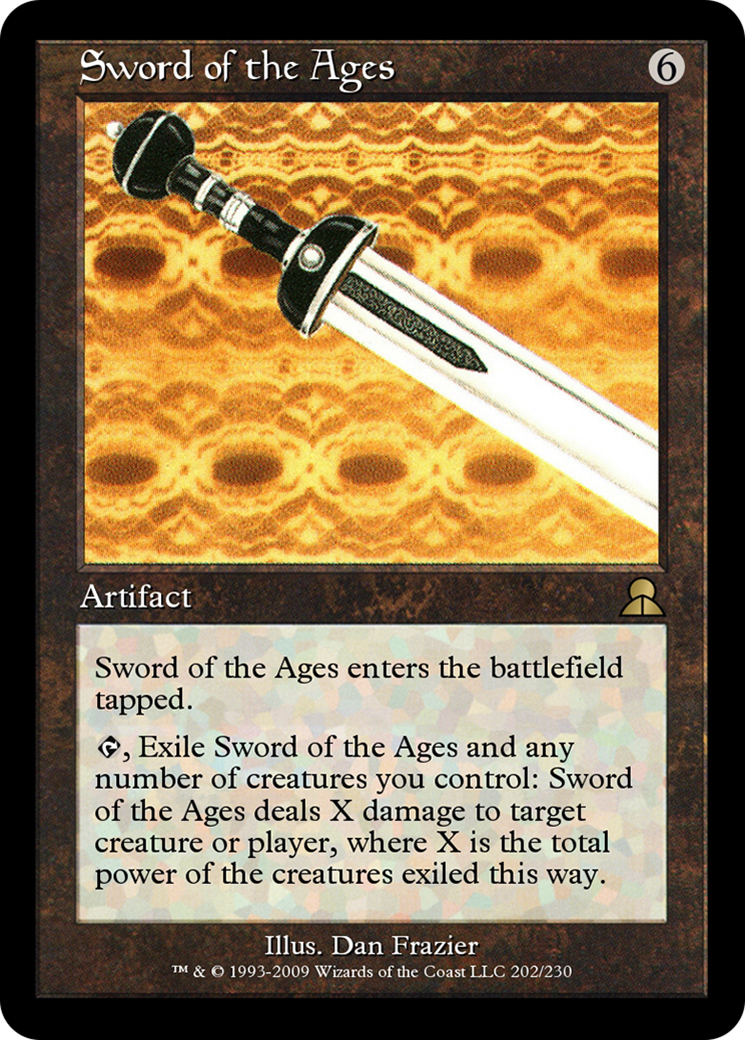 Sword of the Ages 6
Artifact
Sword of the Ages enters the battlefield
tapped.
, Exile Sword of the Ages and any
number of creatures you control: Sword
of the Ages deals X damage to target
creature or player, where X is the total
power of the creatures exiled this way.
Illus. Dan Frazier
™ & © 1993-2009 Wizards of the Coast LLC 202/230